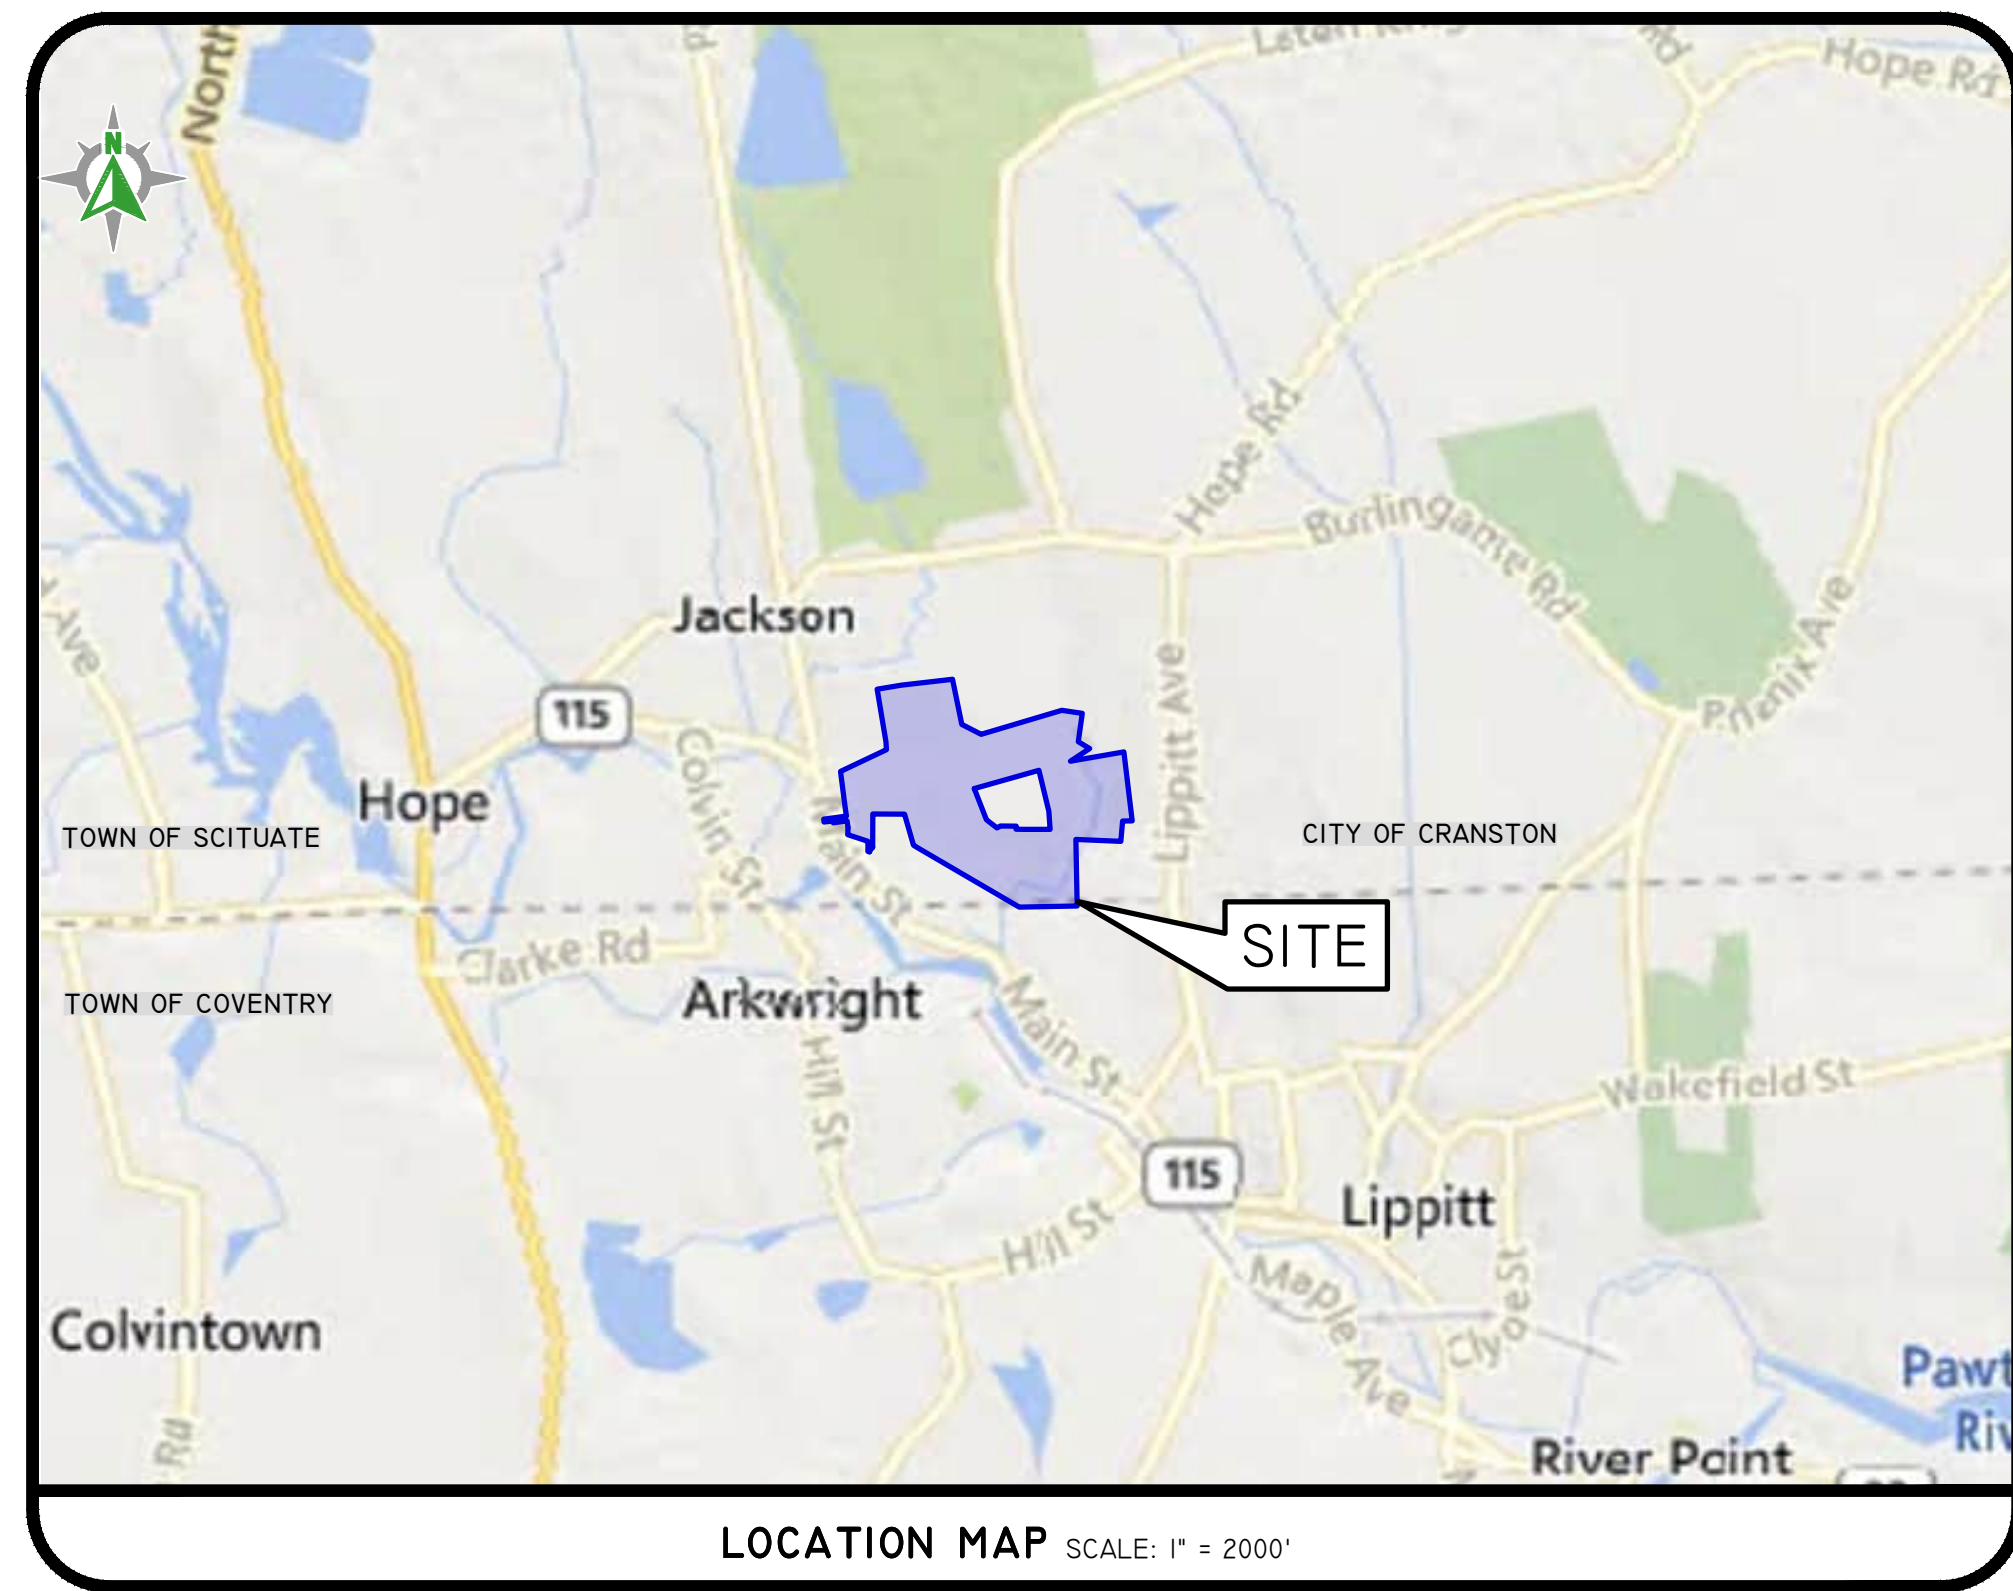 North
Hope Rd
N
Hope Rd
Burlingame Rd
Ave
Jackson
Phenix Ave
Lippitt Ave
115
Colvin St
Hope
Main St
TOWN OF SCITUATE
CITY OF CRANSTON
SITE
Clarke Rd
TOWN OF COVENTRY
Arkwright
Main St
Hill St
Wakefield St
115
Lippitt
Hill St
Maple Ave
Clyde St
Colvintown
Rd
River Point
LOCATION MAP SCALE: 1" = 2000'